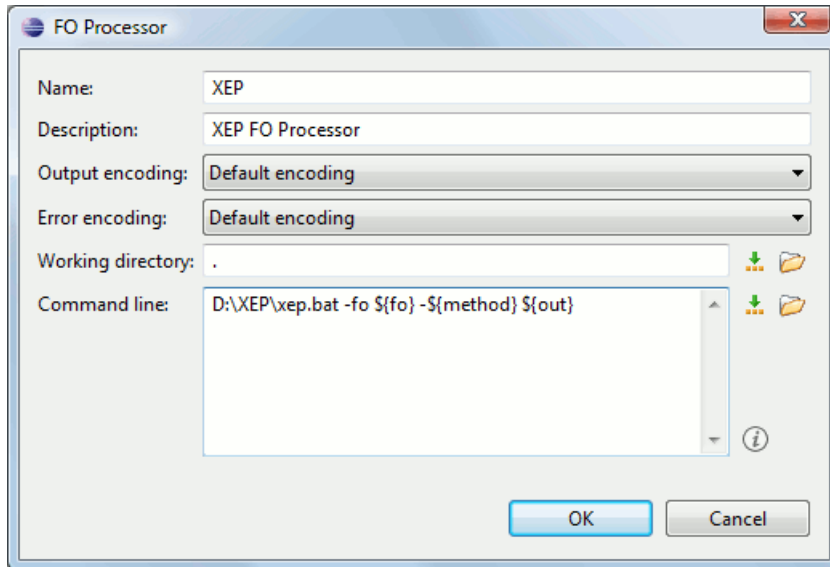 FO Processor
Name: XEP
Description: XEP FO Processor
Output encoding: Default encoding
Error encoding: Default encoding
Working directory: .
Command line: D:\XEP\xep.bat -fo ${fo} -${method} ${out}
OK Cancel